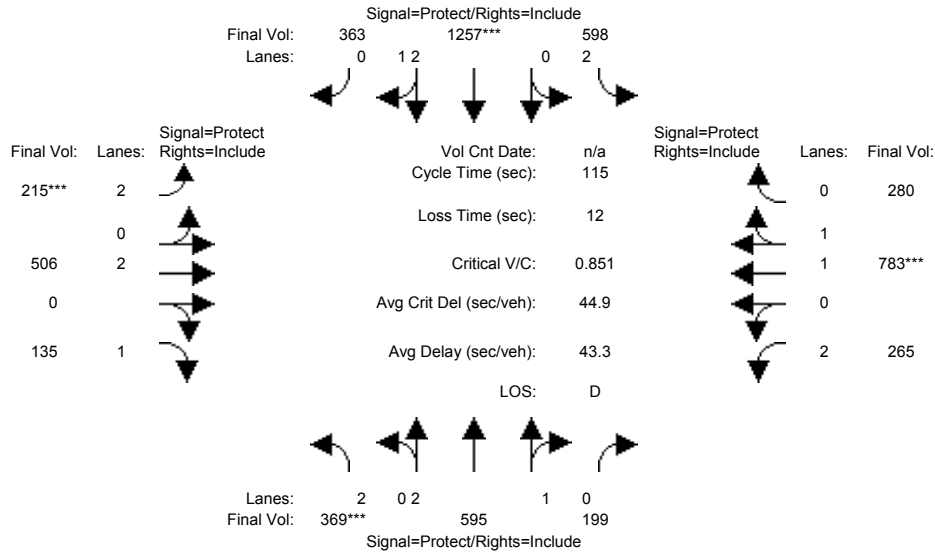 Signal=Protect/Rights=Include
Final Vol: 363 1257*** 598
Lanes: 0 1 2 0 2
Signal=Protect Signal=Protect
Final Vol: Lanes: Rights=Include Vol Cnt Date: n/a Rights=Include Lanes: Final Vol:
Cycle Time (sec): 115
215*** 2 0 280
Loss Time (sec): 12
0 1
506 2 Critical V/C: 0.851 1 783***
0 Avg Crit Del (sec/veh): 44.9 0
135 1 Avg Delay (sec/veh): 43.3 2 265
LOS: D
Lanes: 2 0 2 1 0
Final Vol: 369*** 595 199
Signal=Protect/Rights=Include